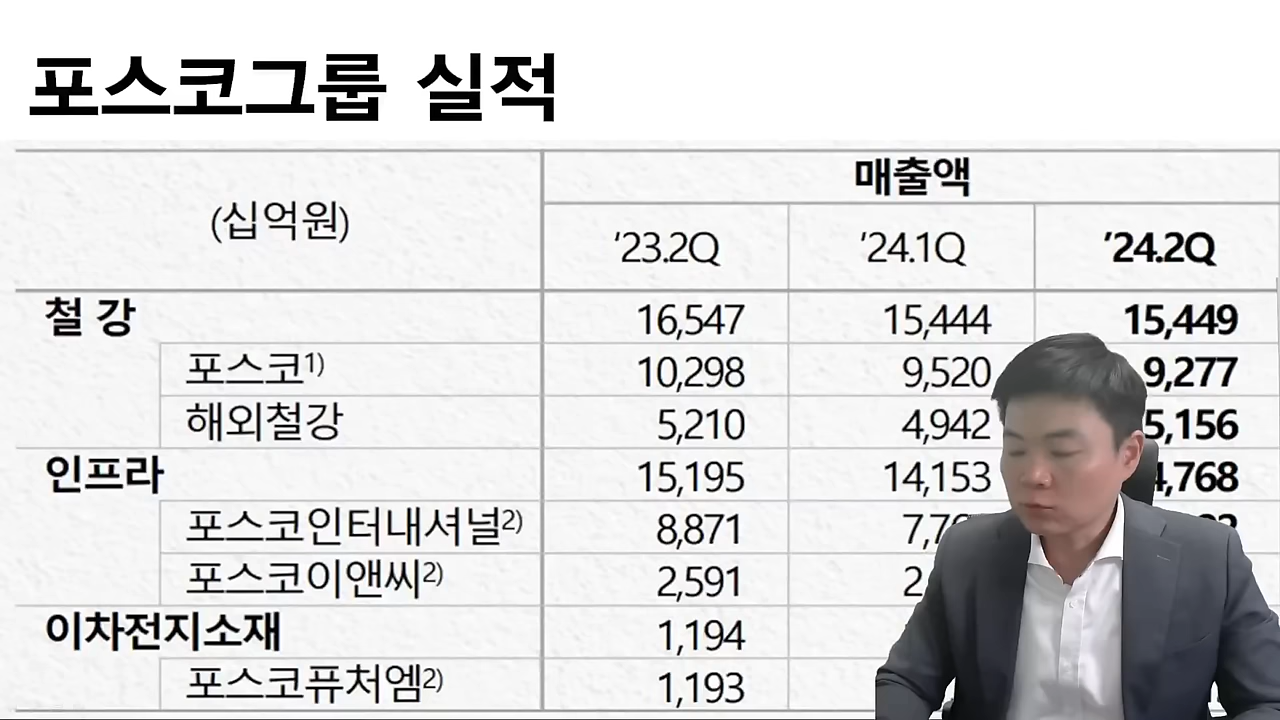 포스코그룹 실적
(십억원) 매출액
'23.2Q '24.1Q '24.2Q
철 강 16,547 15,444 15,449
포스코1) 10,298 9,520 9,277
해외철강 5,210 4,942 5,156
인프라 15,195 14,153
포스코인터내셔널2) 8,871
포스코이앤씨2) 2,591
이차전지소재 1,194
포스코퓨처엠2) 1,193